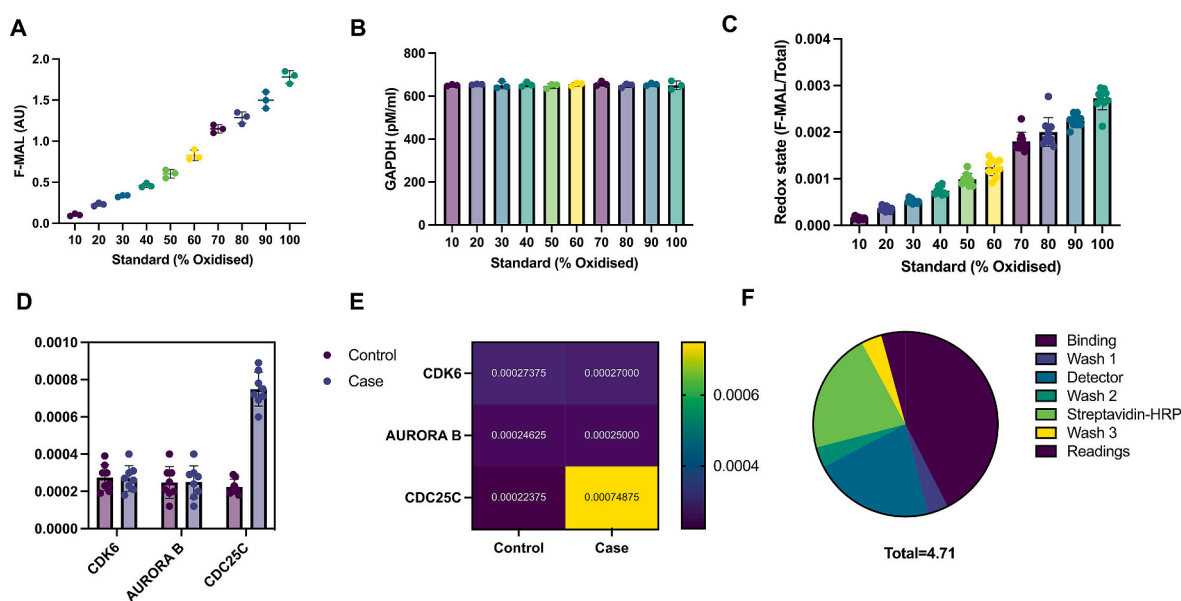 A
F-MAL (AU)
2.0
1.5
1.0
0.5
0.0
10 20 30 40 50 60 70 80 90 100
Standard (% Oxidised)
B
GAPDH (pM/ml)
800
600
400
200
0
10 20 30 40 50 60 70 80 90 100
Standard (% Oxidised)
C
Redox state (F-MAL/Total)
0.004
0.003
0.002
0.001
0.000
10 20 30 40 50 60 70 80 90 100
Standard (% Oxidised)
D
0.0010
0.0008
0.0006
0.0004
0.0002
0.0000
CDK6
AURORA B
CDC25C
Control
Case
E
CDK6 0.00027375 0.00027000
AURORA B 0.00024625 0.00025000
CDC25C 0.00022375 0.00074875
Control Case
0.0006
0.0004
F
Binding
Wash 1
Detector
Wash 2
Streptavidin-HRP
Wash 3
Readings
Total=4.71